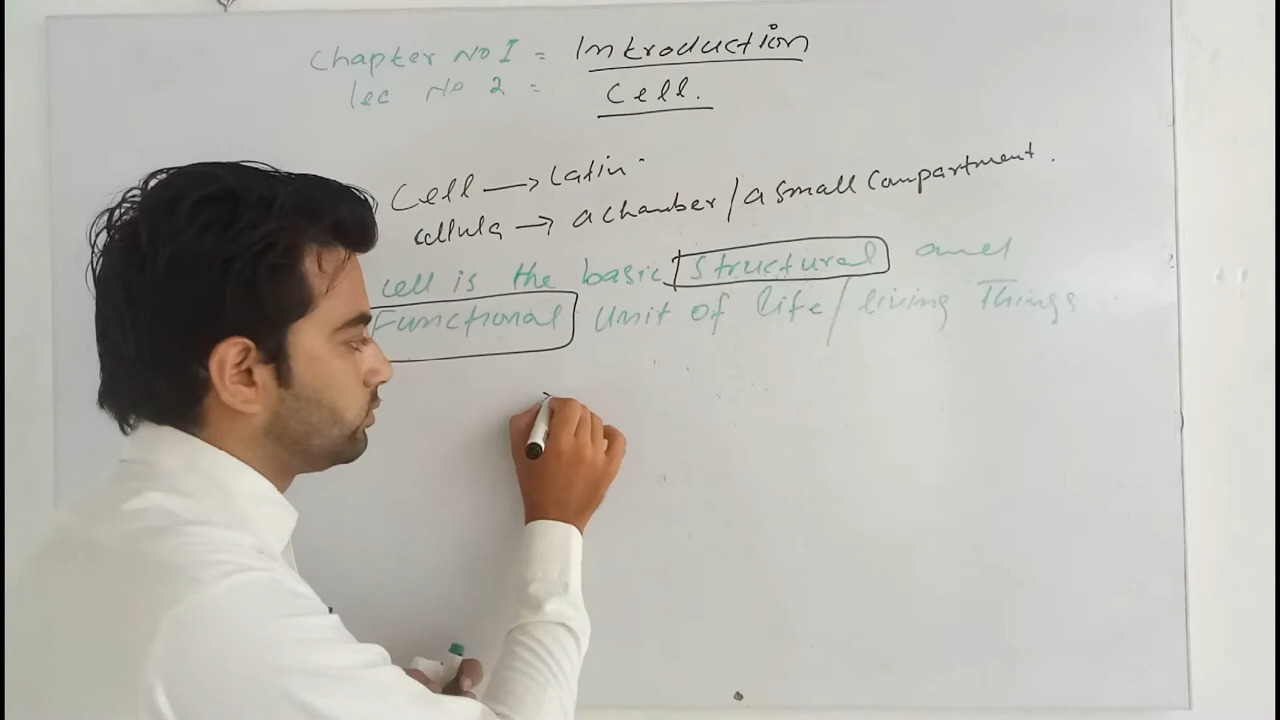 Chapter No I = Introduction
Lec No 2 = Cell.
Cell → Latin
cellula → a chamber / a small compartment.
cell is the basic structural and
Functional Unit of life / living Things